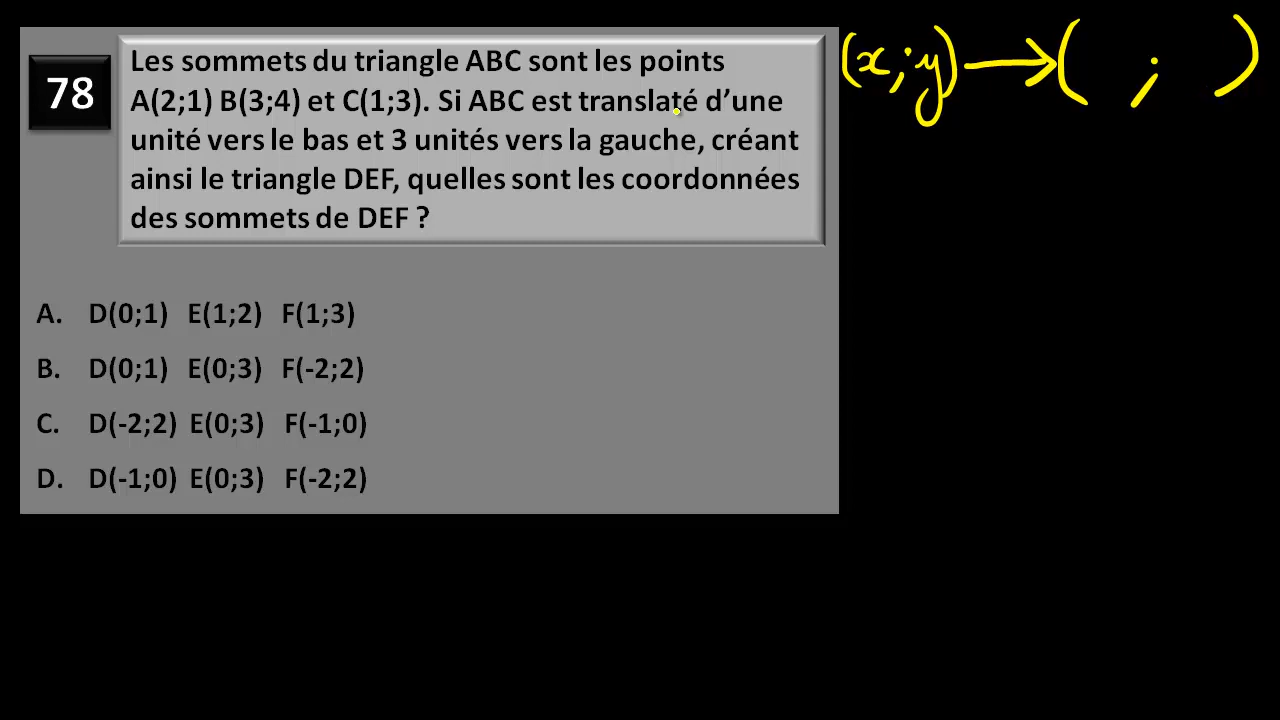 78
Les sommets du triangle ABC sont les points
A(2;1) B(3;4) et C(1;3). Si ABC est translaté d’une
unité vers le bas et 3 unités vers la gauche, créant
ainsi le triangle DEF, quelles sont les coordonnées
des sommets de DEF ?
(x;y)→( ; )
A. D(0;1) E(1;2) F(1;3)
B. D(0;1) E(0;3) F(-2;2)
C. D(-2;2) E(0;3) F(-1;0)
D. D(-1;0) E(0;3) F(-2;2)